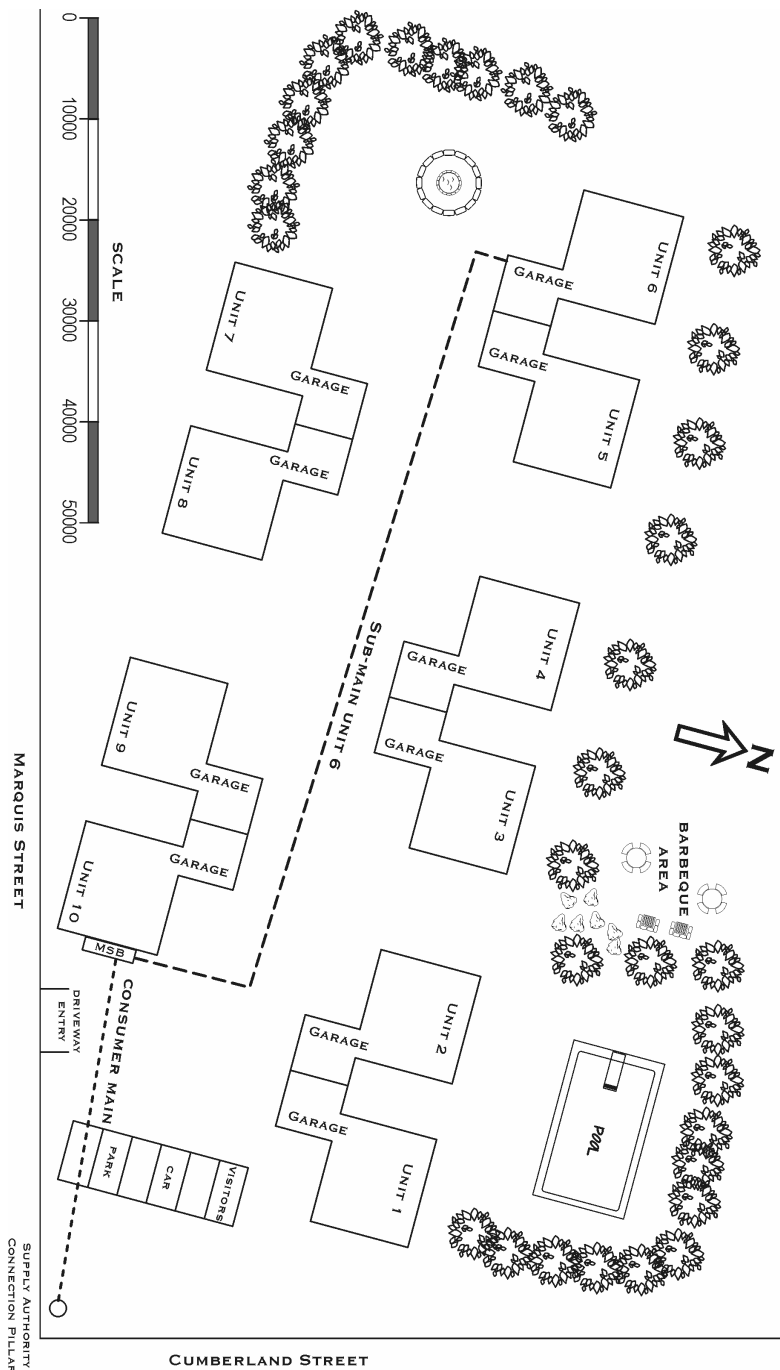 0
10000
20000
30000
40000
50000
SCALE
UNIT 6
GARAGE
GARAGE
UNIT 5
UNIT 7
GARAGE
GARAGE
UNIT 8
SUB-MAIN UNIT 6
UNIT 4
GARAGE
GARAGE
UNIT 3
N
UNIT 9
GARAGE
GARAGE
UNIT 10
MSB
BARBEQUE
AREA
MARQUIS STREET
DRIVEWAY
ENTRY
CONSUMER MAIN
UNIT 2
GARAGE
GARAGE
UNIT 1
POOL
VISITORS
CAR
PARK
SUPPLY AUTHORITY
CONNECTION PILLAR
CUMBERLAND STREET